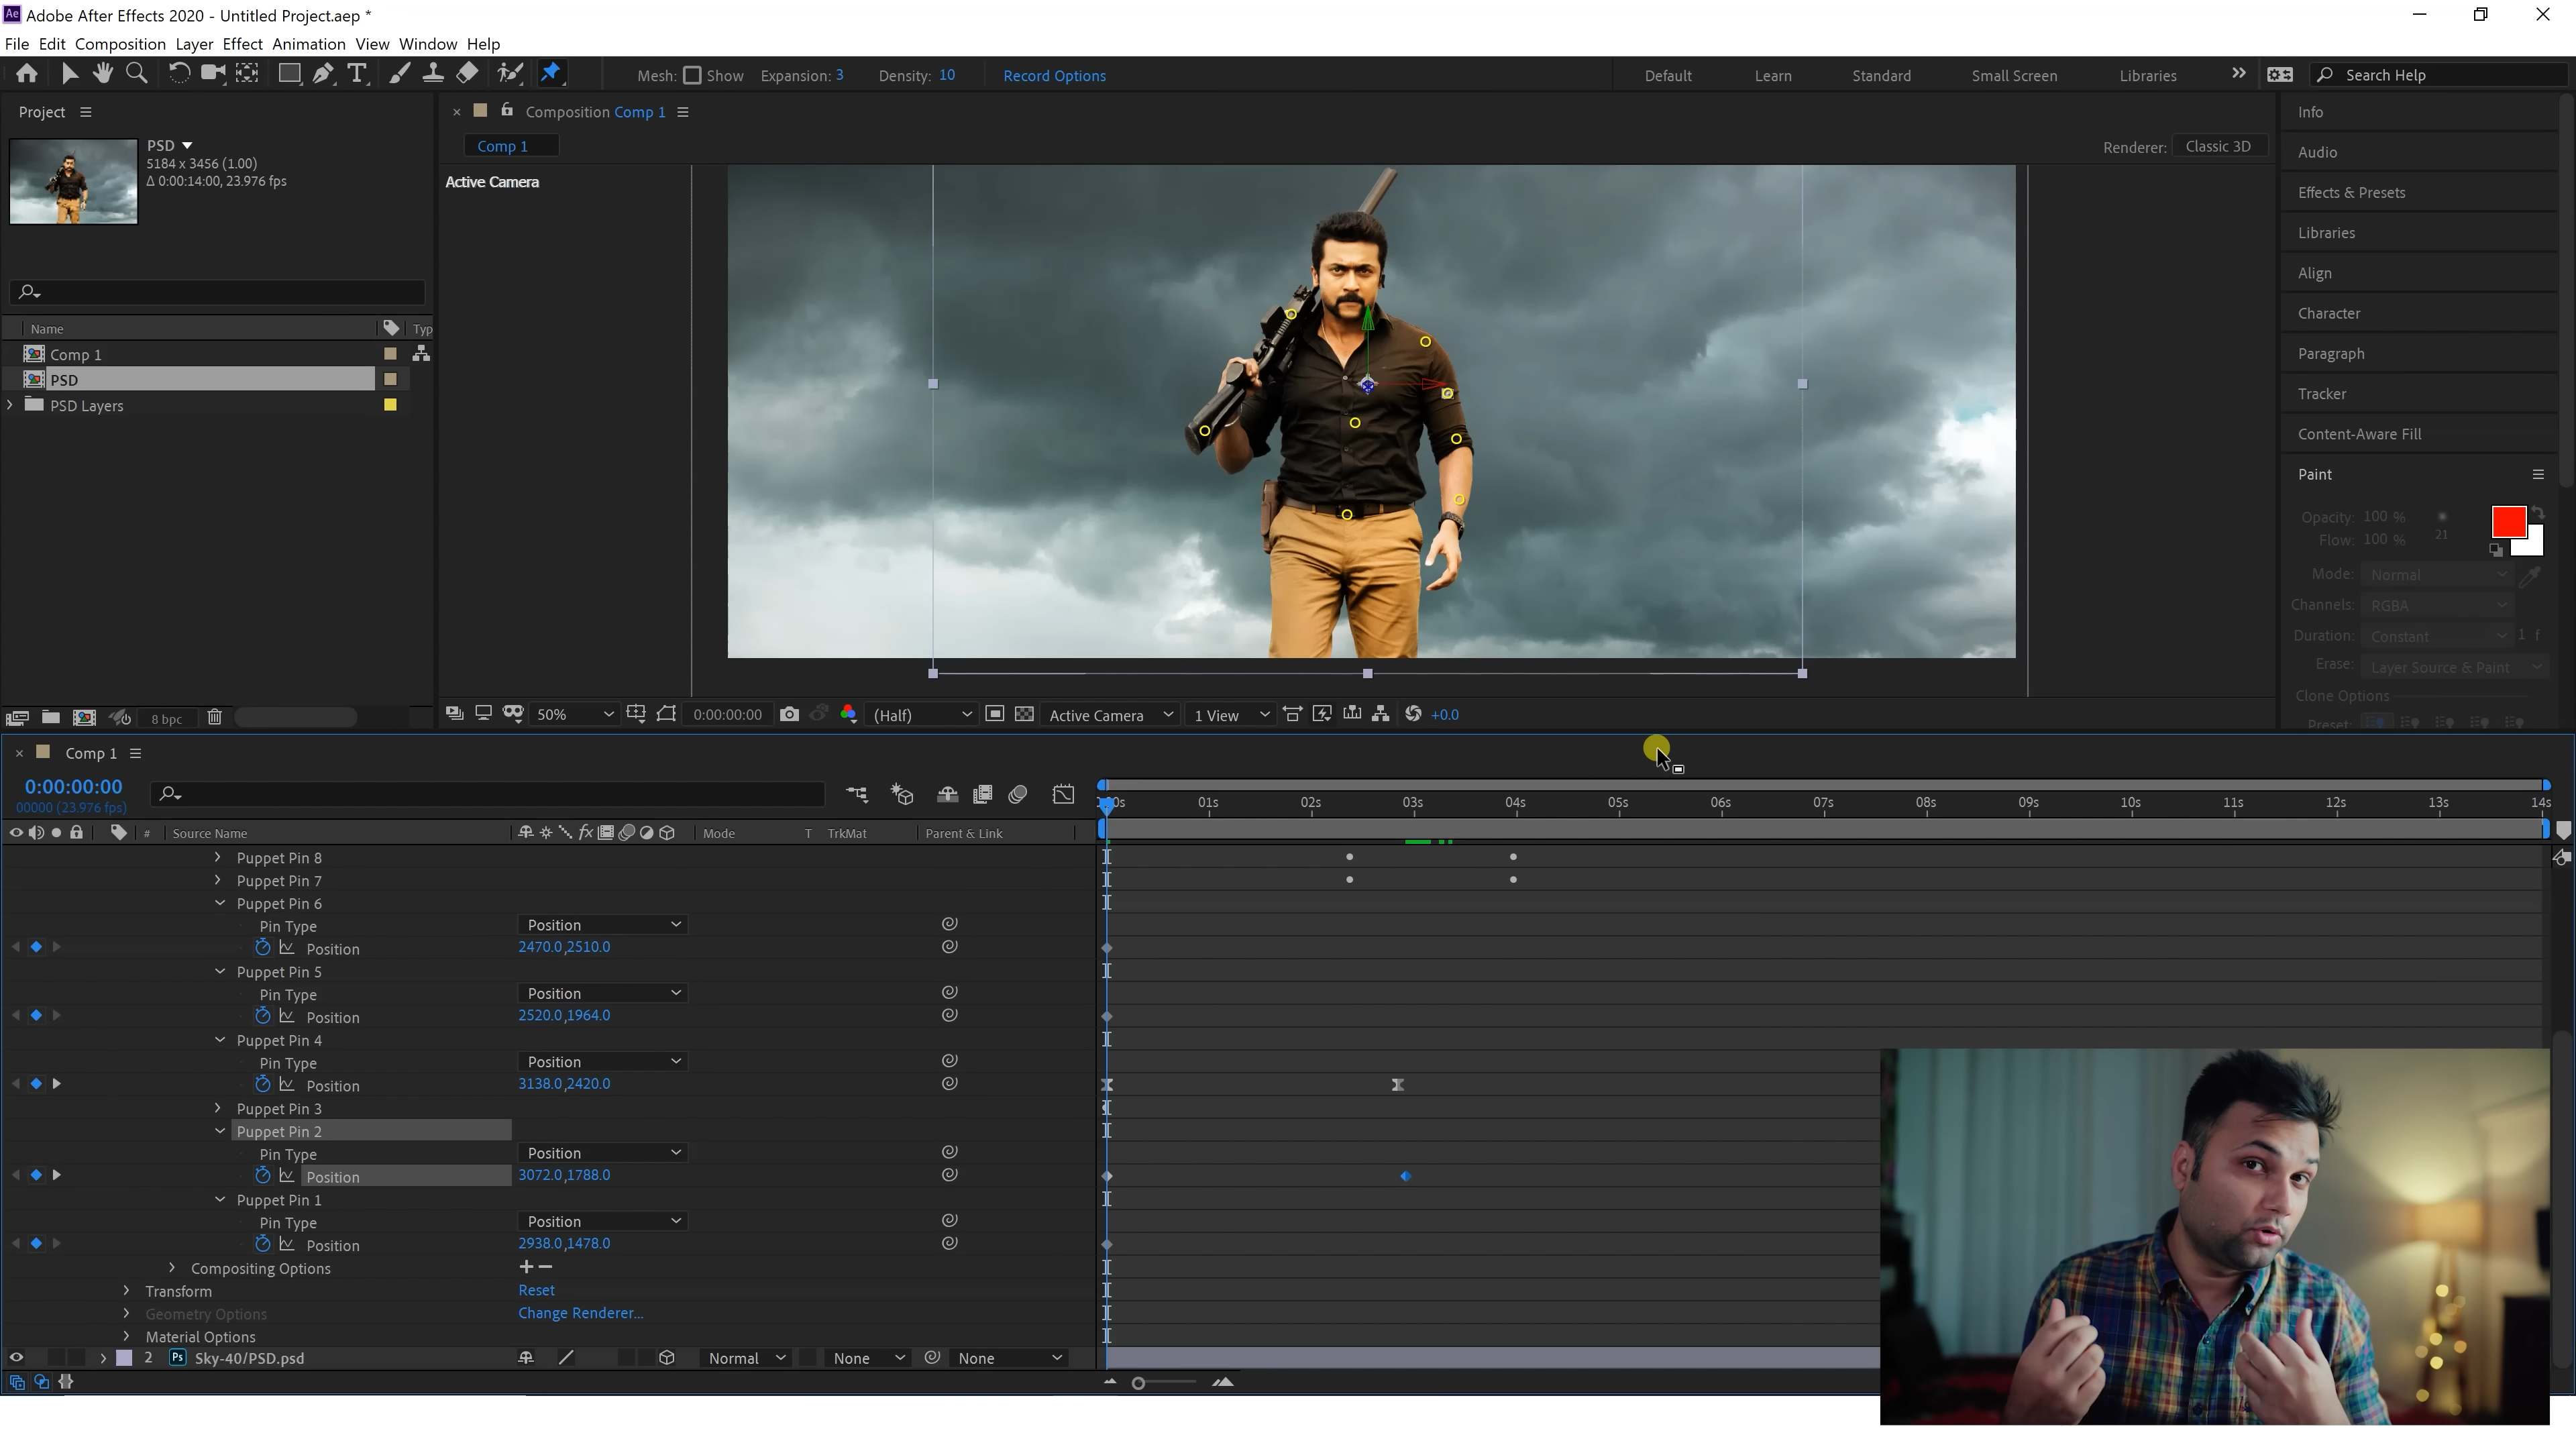 Ae Adobe After Effects 2020 - Untitled Project.aep *
File Edit Composition Layer Effect Animation View Window Help
Mesh: Show Expansion: 3 Density: 10 Record Options Default Learn Standard Small Screen Libraries Search Help
Project
PSD
5184 x 3456 (1.00)
Δ 0:00:14:00, 23.976 fps
Name Typ
Comp 1
PSD
PSD Layers
8 bpc
Composition Comp 1
Comp 1
Renderer: Classic 3D
Active Camera
50% 0:00:00:00 (Half) Active Camera 1 View +0.0
Info
Audio
Effects & Presets
Libraries
Align
Character
Paragraph
Tracker
Content-Aware Fill
Paint
Opacity: 100 %
Flow: 100 %
21
Mode: Normal
Channels: RGBA
Duration: Constant 1 f
Erase: Layer Source & Paint
Clone Options
Preset:
Comp 1
0:00:00:00
00000 (23.976 fps)
01s 02s 03s 04s 05s 06s 07s 08s 09s 10s 11s 12s 13s 14s
# Source Name fx Mode T TrkMat Parent & Link
Puppet Pin 8
Puppet Pin 7
Puppet Pin 6
Pin Type Position
Position 2470.0,2510.0
Puppet Pin 5
Pin Type Position
Position 2520.0,1964.0
Puppet Pin 4
Pin Type Position
Position 3138.0,2420.0
Puppet Pin 3
Puppet Pin 2
Pin Type Position
Position 3072.0,1788.0
Puppet Pin 1
Pin Type Position
Position 2938.0,1478.0
Compositing Options
Transform Reset
Geometry Options Change Renderer...
Material Options
2 Ps Sky-40/PSD.psd Normal None None